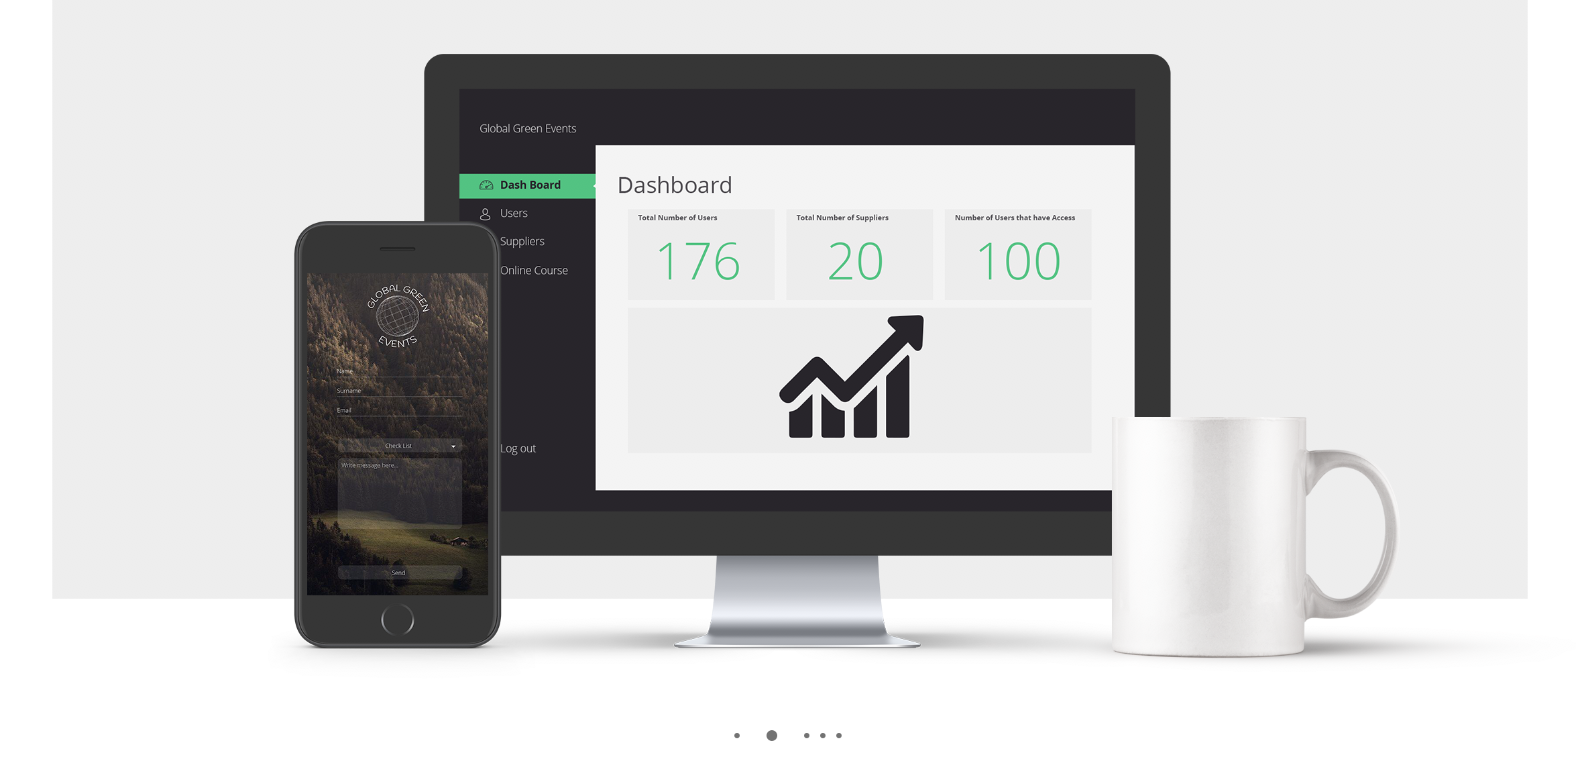 Global Green Events
Dash Board
Users
Suppliers
Online Course
Log out
Dashboard
Total Number of Users
176
Total Number of Suppliers
20
Number of Users that have Access
100
GLOBAL GREEN
EVENTS
Name
Surname
Email
Check List
Write message here...
Send